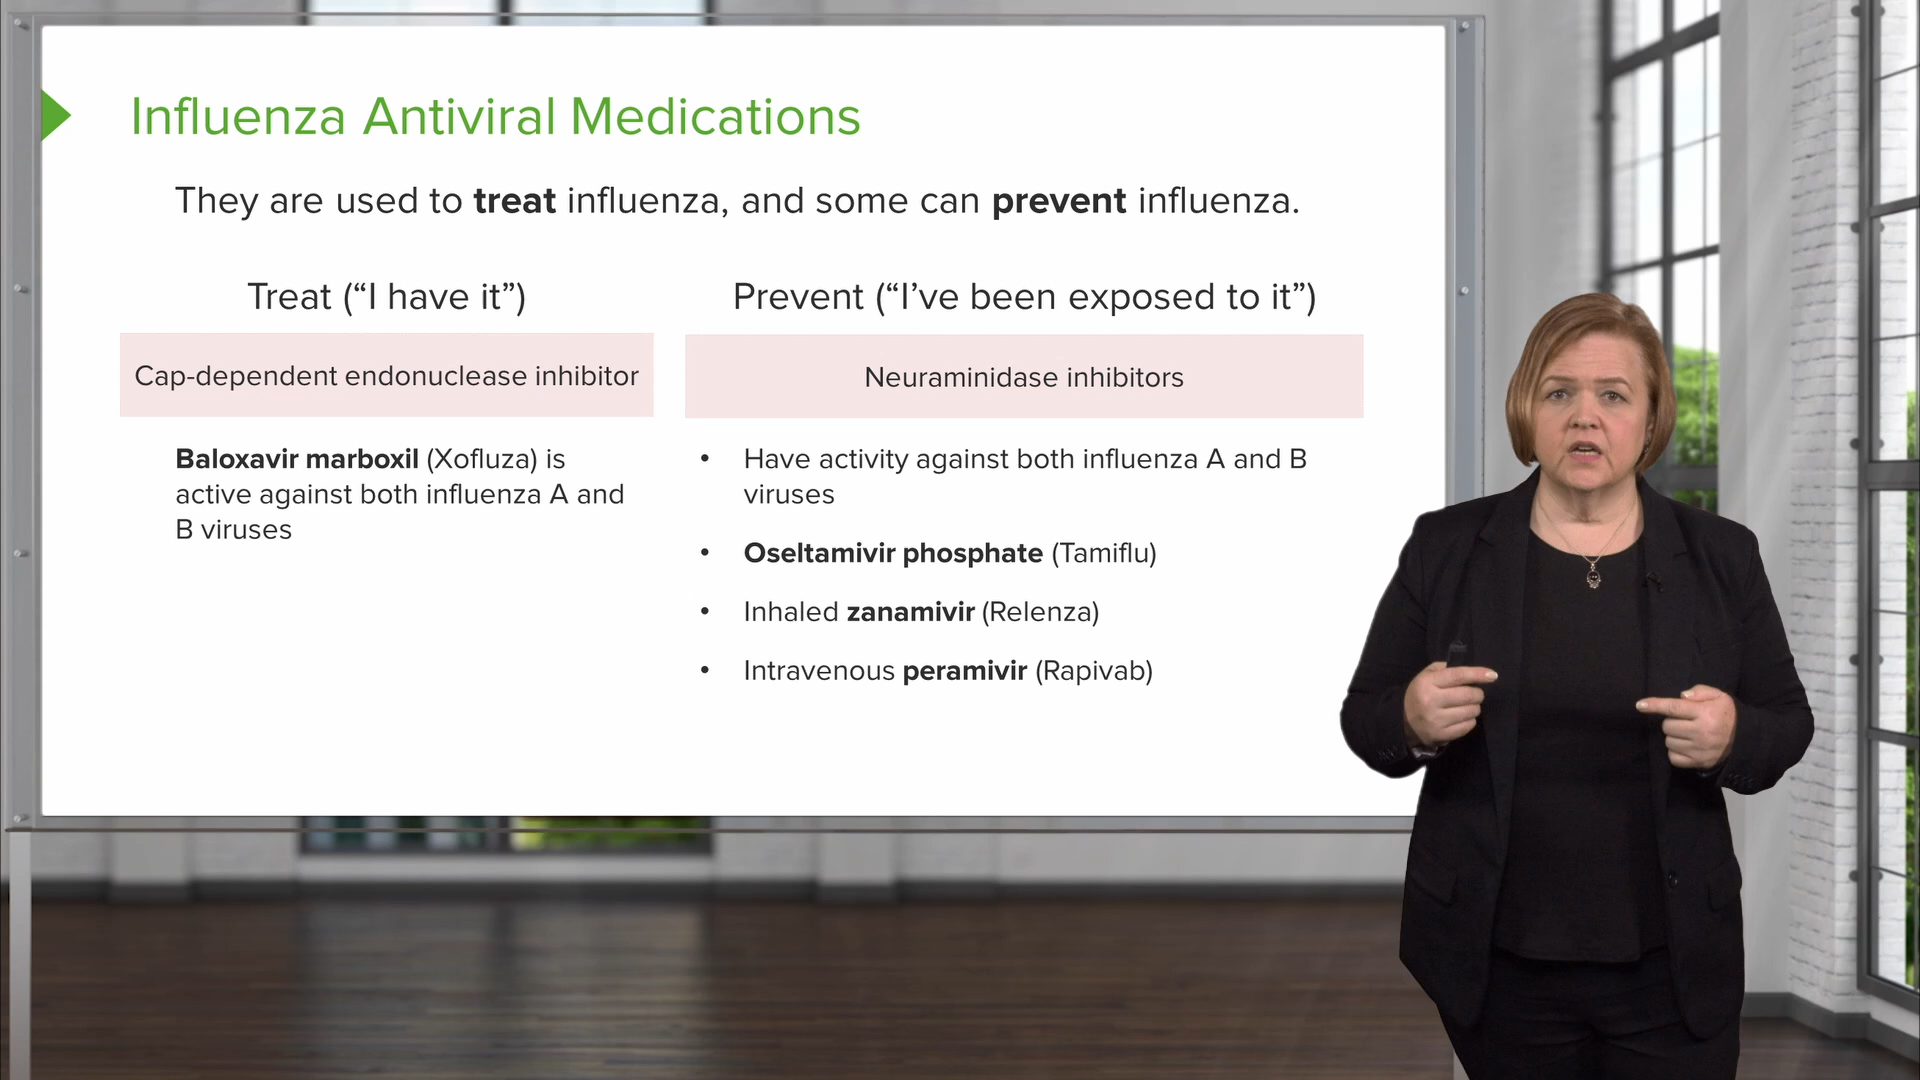 Influenza Antiviral Medications
They are used to treat influenza, and some can prevent influenza.
Treat (“I have it”)
Cap-dependent endonuclease inhibitor
Baloxavir marboxil (Xofluza) is
active against both influenza A and
B viruses
Prevent (“I’ve been exposed to it”)
Neuraminidase inhibitors
• Have activity against both influenza A and B
viruses
• Oseltamivir phosphate (Tamiflu)
• Inhaled zanamivir (Relenza)
• Intravenous peramivir (Rapivab)